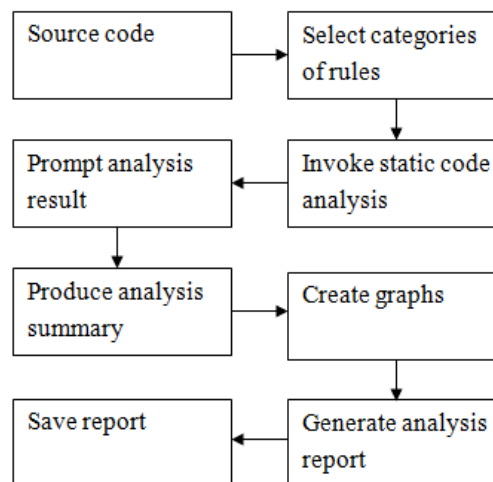 Source code
Select categories
of rules
Invoke static code
analysis
Prompt analysis
result
Produce analysis
summary
Create graphs
Generate analysis
report
Save report